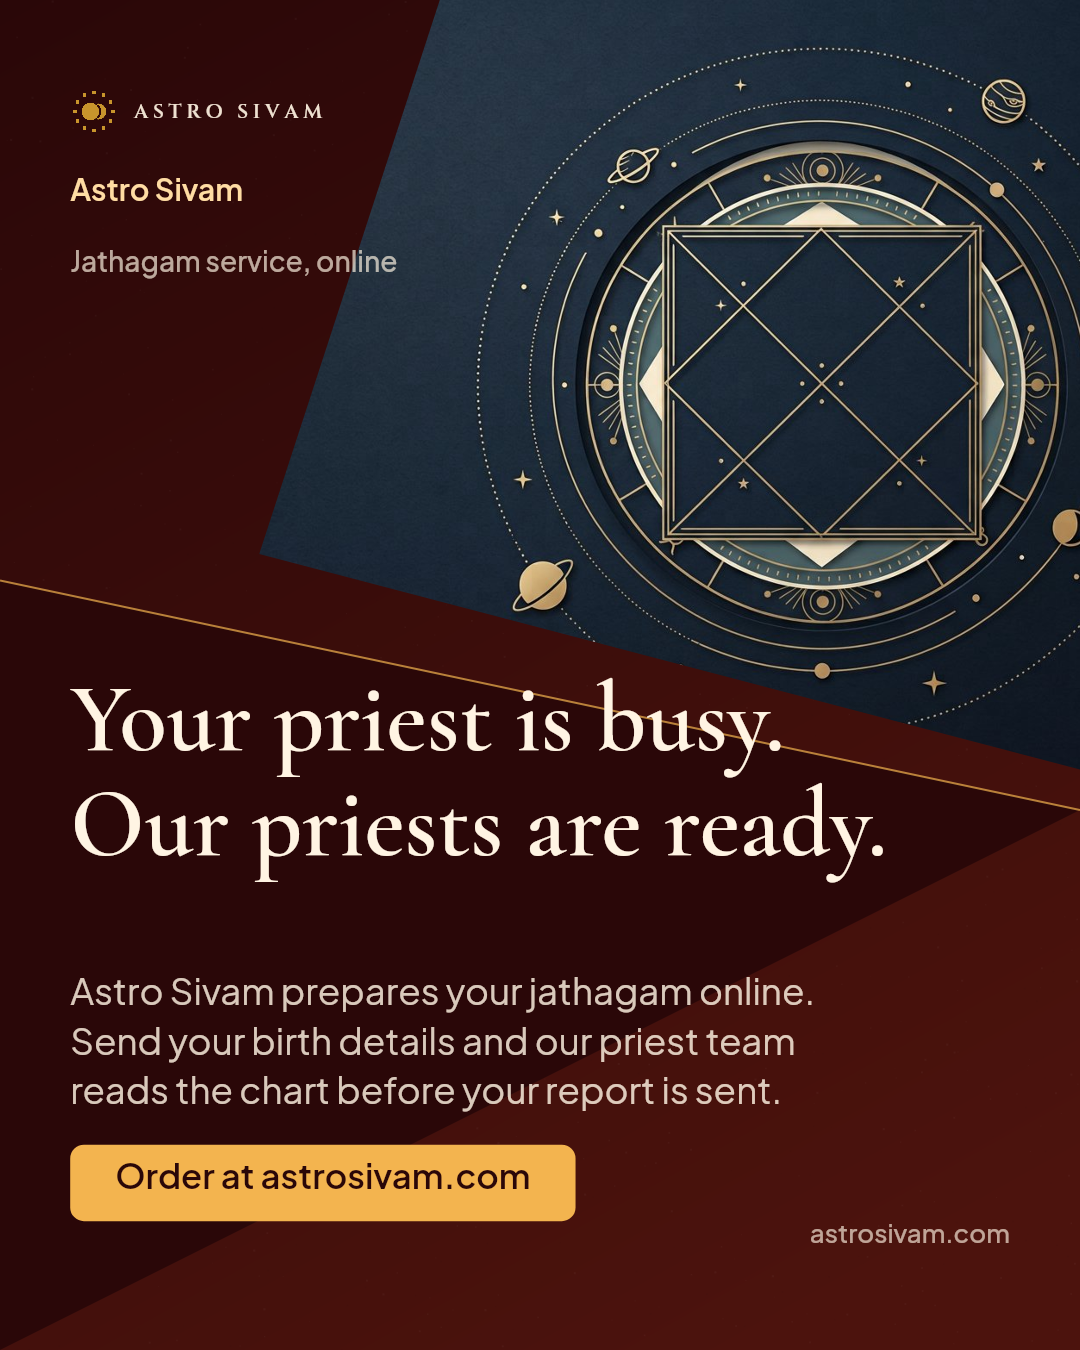 ASTRO SIVAM
Astro Sivam
Jathagam service, online
Your priest is busy.
Our priests are ready.
Astro Sivam prepares your jathagam online.
Send your birth details and our priest team
reads the chart before your report is sent.
Order at astrosivam.com
astrosivam.com